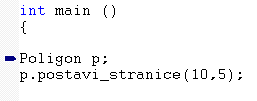 int main ()
{
Poligon p;
p.postavi_stranice(10,5);